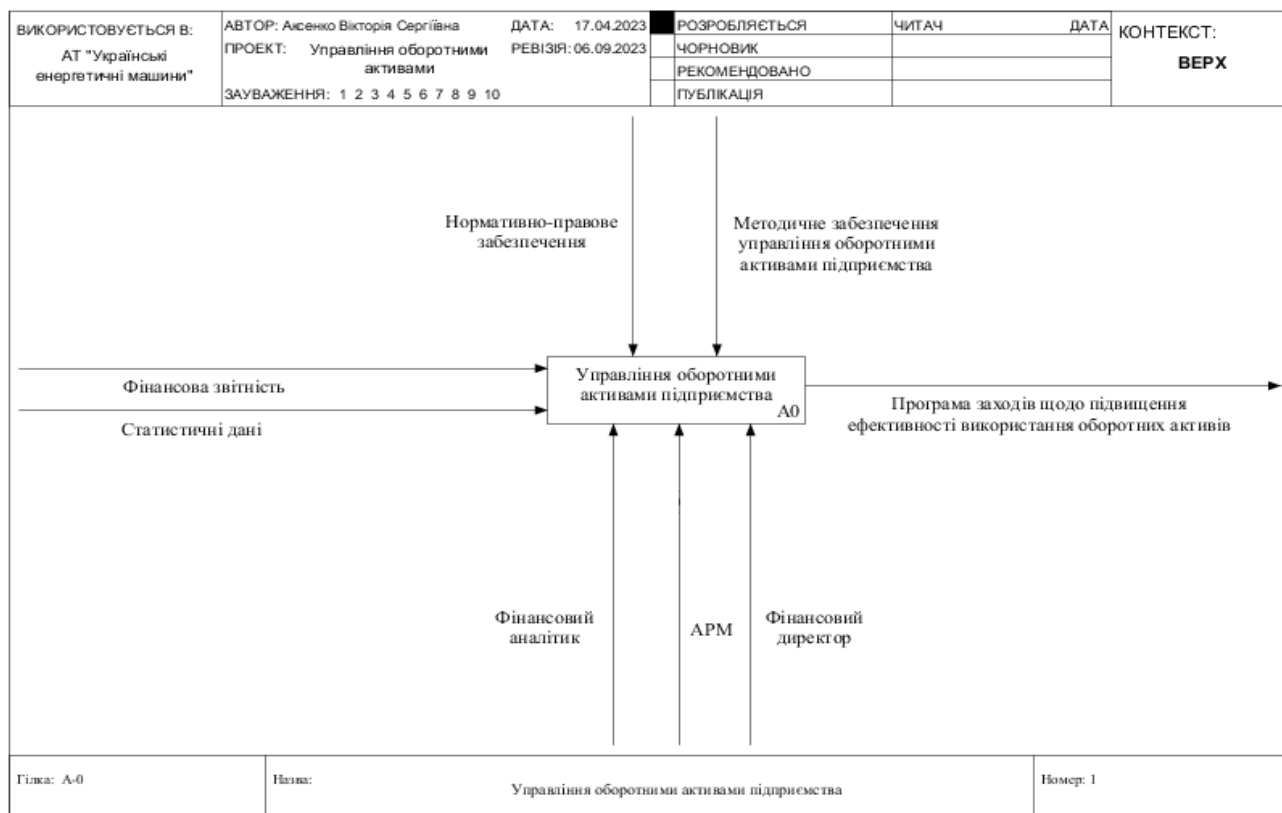 ВИКОРИСТОВУЄТЬСЯ В:
АТ "Українські
енергетичні машини"
АВТОР: Аксенко Вікторія Сергіївна ДАТА: 17.04.2023
ПРОЕКТ: Управління оборотними РЕВІЗІЯ: 06.09.2023
активами
ЗАУВАЖЕННЯ: 1 2 3 4 5 6 7 8 9 10
РОЗРОБЛЯЄТЬСЯ
ЧОРНОВИК
РЕКОМЕНДОВАНО
ПУБЛІКАЦІЯ
ЧИТАЧ ДАТА
КОНТЕКСТ:
ВЕРХ
Нормативно-правове
забезпечення
Методичне забезпечення
управління оборотними
активами підприємства
Фінансова звітність
Статистичні дані
Управління оборотними
активами підприємства
A0
Програма заходів щодо підвищення
ефективності використання оборотних активів
Фінансовий
аналітик
АРМ
Фінансовий
директор
Гілка: A-0
Назва:
Управління оборотними активами підприємства
Номер: 1